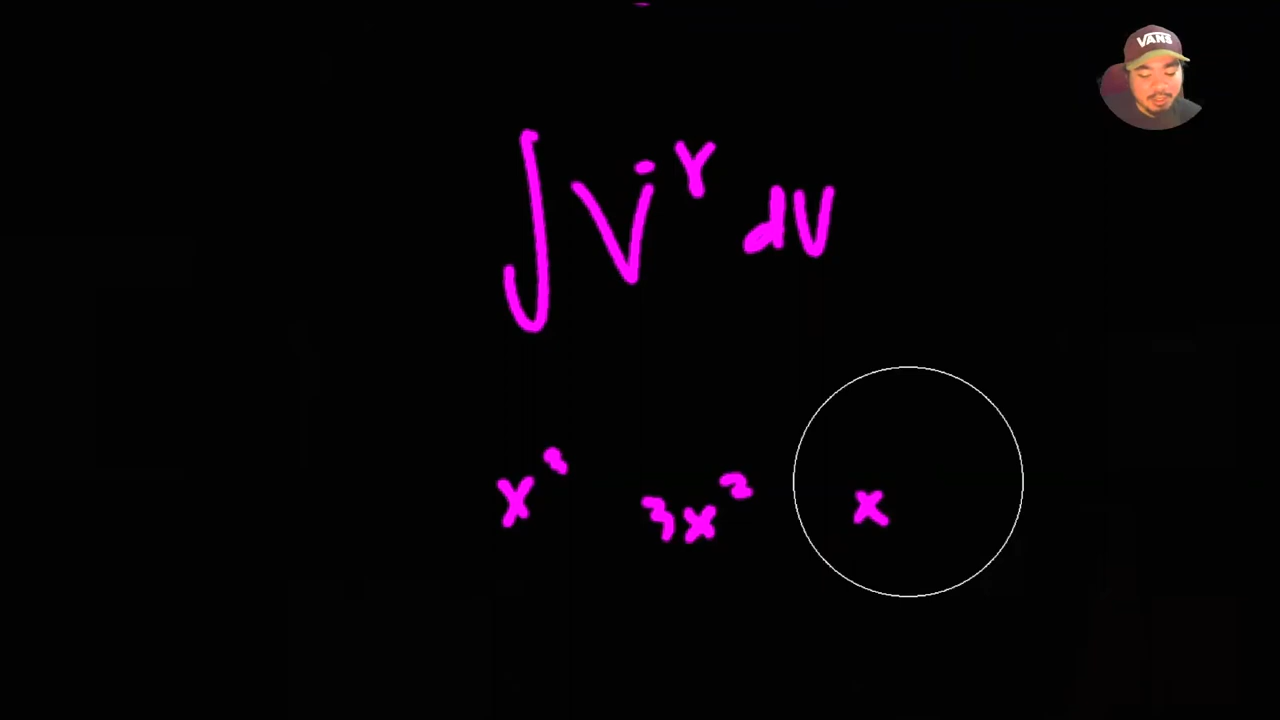 VANS
∫ V̇^γ dV
x³ 3x² x